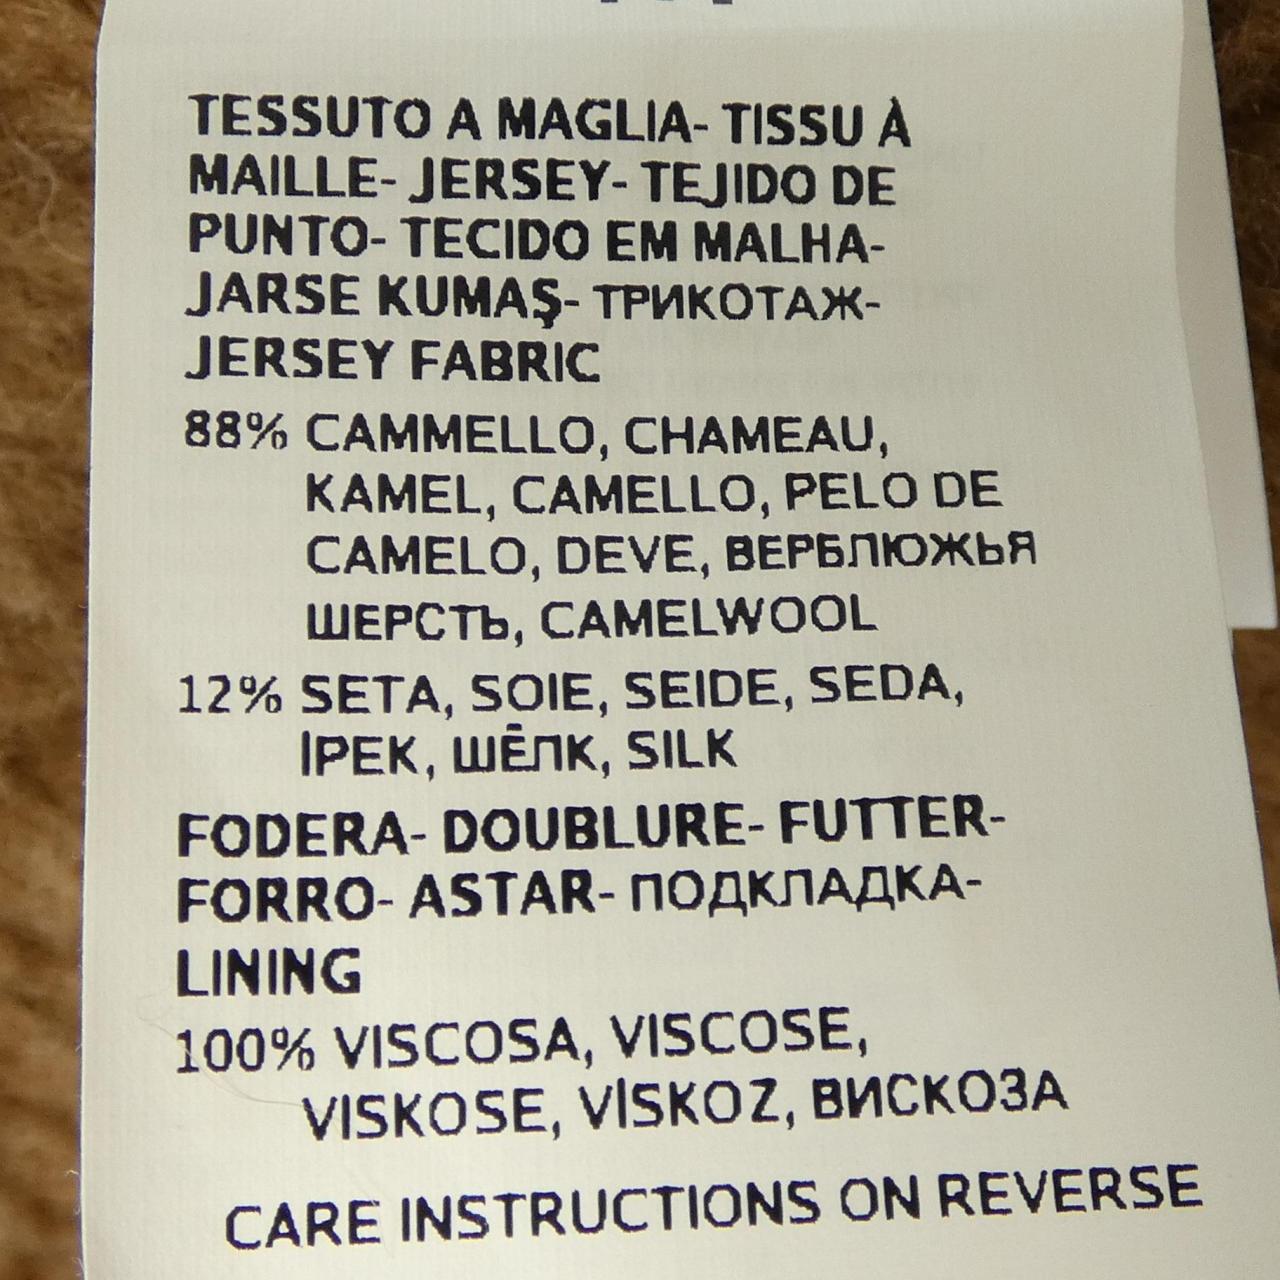 TESSUTO A MAGLIA- TISSU À
MAILLE- JERSEY- TEJIDO DE
PUNTO- TECIDO EM MALHA-
JARSE KUMAŞ- ТРИКОТАЖ-
JERSEY FABRIC
88% CAMMELLO, CHAMEAU,
KAMEL, CAMELLO, PELO DE
CAMELO, DEVE, ВЕРБЛЮЖЬЯ
ШЕРСТЬ, CAMELWOOL
12% SETA, SOIE, SEIDE, SEDA,
İPEK, ШЁЛК, SILK
FODERA- DOUBLURE- FUTTER-
FORRO- ASTAR- ПОДКЛАДКА-
LINING
100% VISCOSA, VISCOSE,
VISKOSE, VİSKOZ, ВИСКОЗА
CARE INSTRUCTIONS ON REVERSE